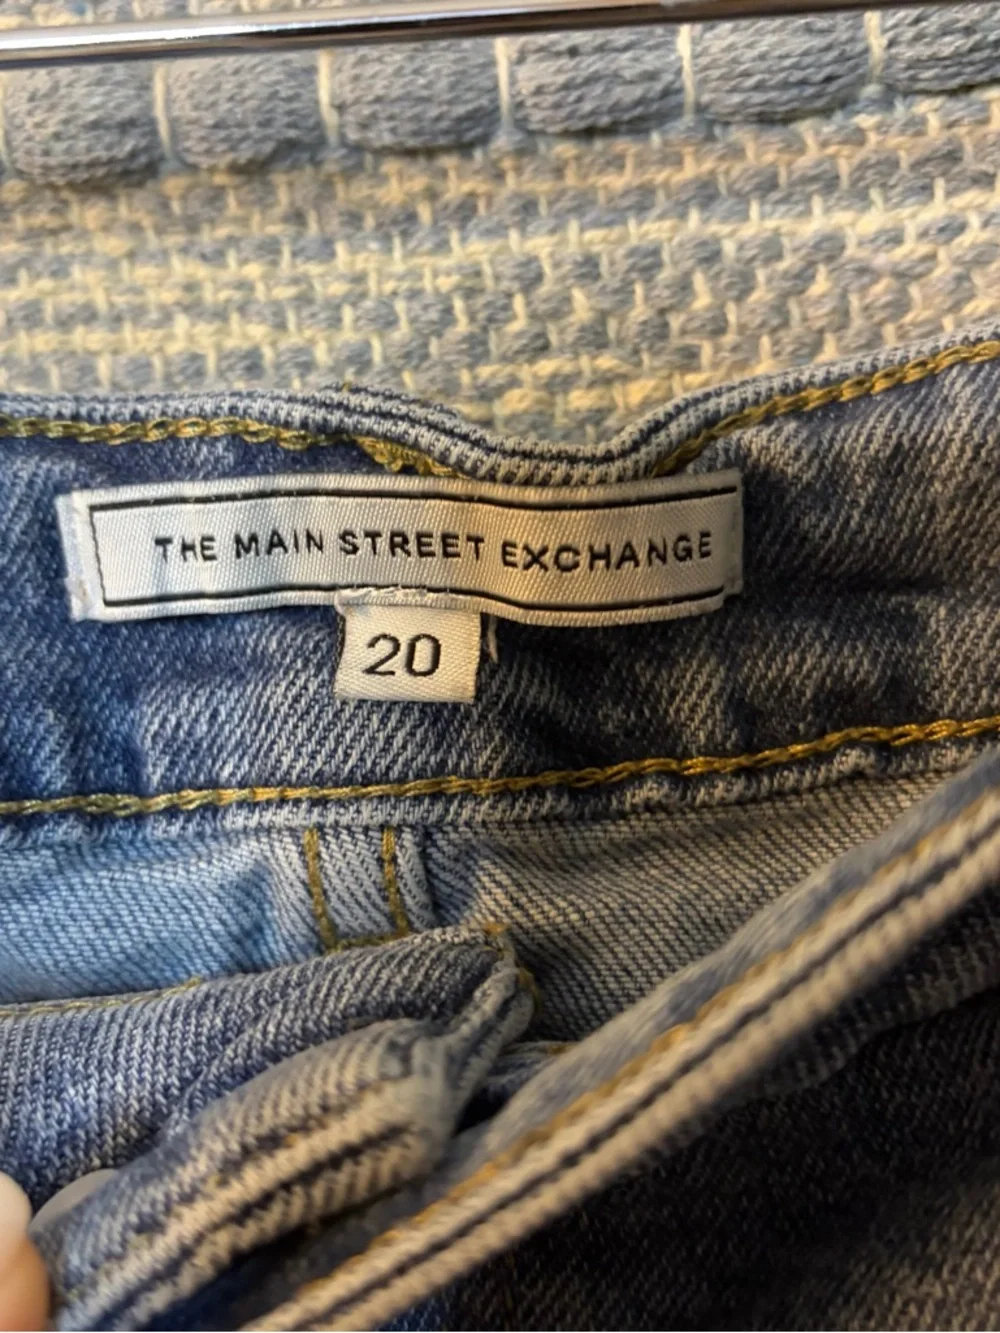 THE MAIN STREET EXCHANGE
20